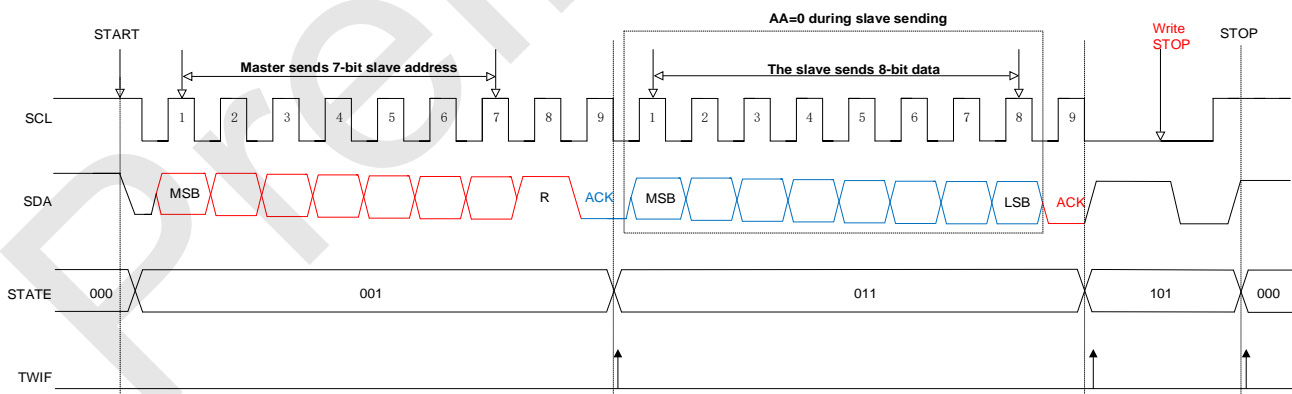 AA=0 during slave sending
START
Write
STOP
STOP
Master sends 7-bit slave address
The slave sends 8-bit data
SCL
1 2 3 4 5 6 7 8 9 1 2 3 4 5 6 7 8 9
SDA
MSB R ACK MSB LSB ACK
STATE
000 001 011 101 000
TWIF